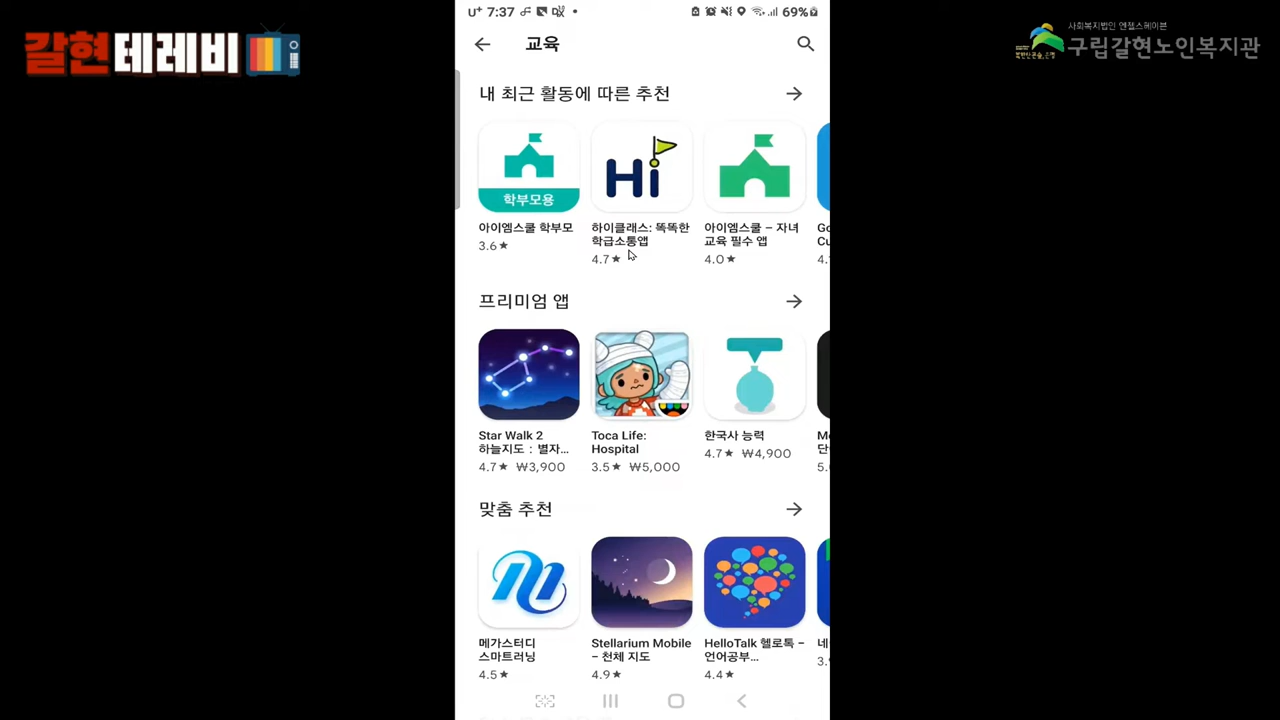 갈현테레비
사회복지법인 엔젤스헤이븐
구립갈현노인복지관
U+ 7:37
69%
교육
내 최근 활동에 따른 추천
학부모용
Hi
아이엠스쿨 학부모
3.6★
하이클래스: 똑똑한
학급소통앱
4.7★
아이엠스쿨 – 자녀
교육 필수 앱
4.0★
Go
Cu
4.
프리미엄 앱
Star Walk 2
하늘지도 : 별자...
4.7★ ₩3,900
Toca Life:
Hospital
3.5★ ₩5,000
한국사 능력
4.7★ ₩4,900
단
5.
맞춤 추천
메가스터디
스마트러닝
4.5★
Stellarium Mobile
– 천체 지도
4.9★
HelloTalk 헬로톡 –
언어공부...
4.4★
네
3.